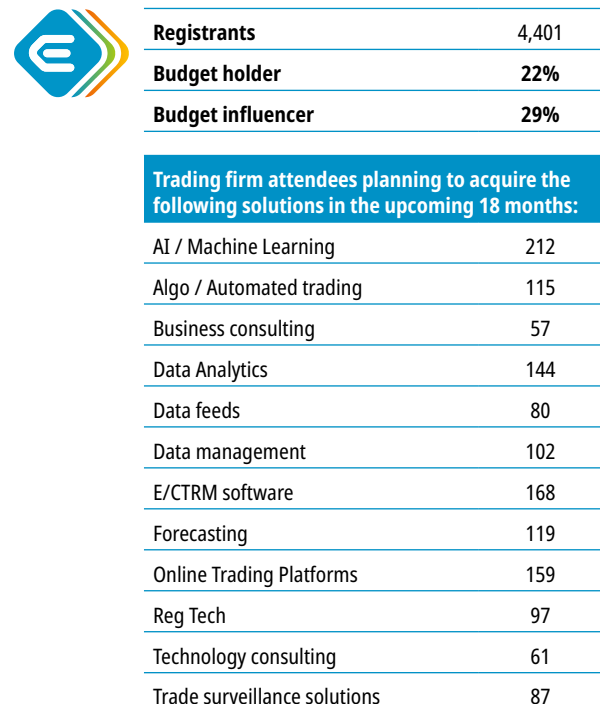 Registrants 4,401
Budget holder 22%
Budget influencer 29%
Trading firm attendees planning to acquire the
following solutions in the upcoming 18 months:
AI / Machine Learning 212
Algo / Automated trading 115
Business consulting 57
Data Analytics 144
Data feeds 80
Data management 102
E/CTRM software 168
Forecasting 119
Online Trading Platforms 159
Reg Tech 97
Technology consulting 61
Trade surveillance solutions 87